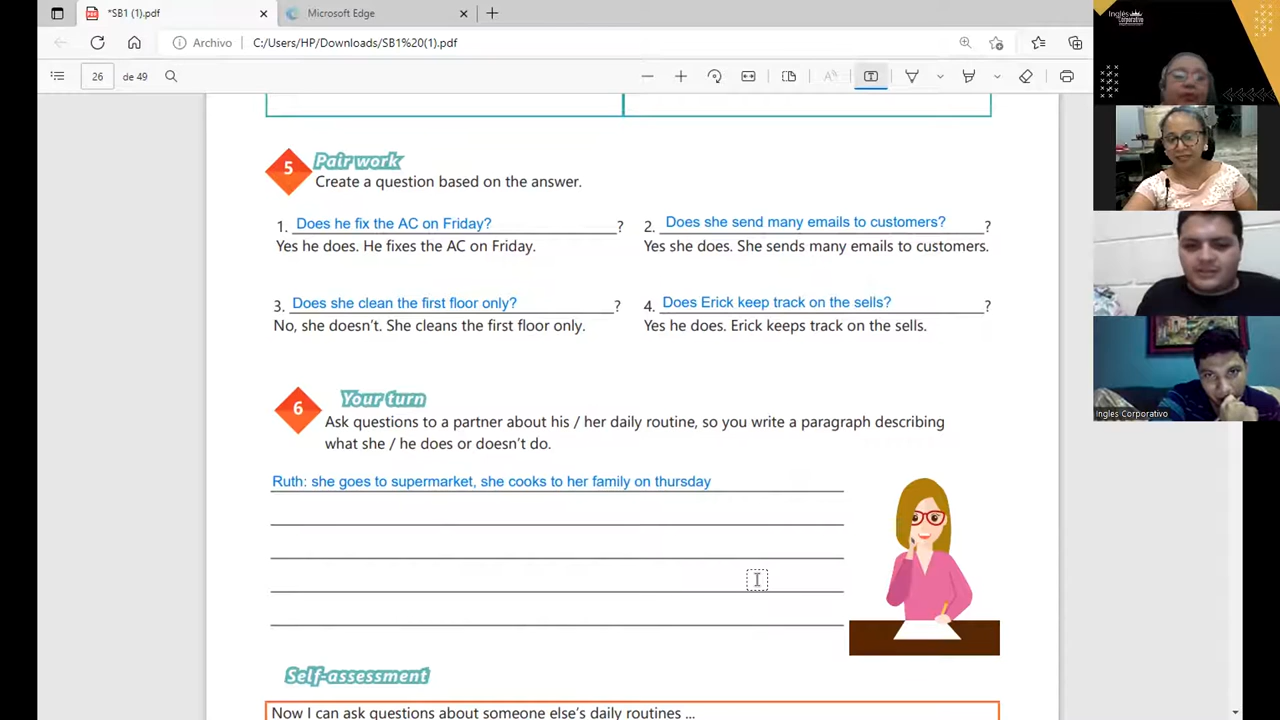 *SB1 (1).pdf
Microsoft Edge
Archivo
C:/Users/HP/Downloads/SB1%20(1).pdf
26
de 49
5
Pair work
Create a question based on the answer.
1. Does he fix the AC on Friday? ?
Yes he does. He fixes the AC on Friday.
2. Does she send many emails to customers? ?
Yes she does. She sends many emails to customers.
3. Does she clean the first floor only? ?
No, she doesn't. She cleans the first floor only.
4. Does Erick keep track on the sells? ?
Yes he does. Erick keeps track on the sells.
6
Your turn
Ask questions to a partner about his / her daily routine, so you write a paragraph describing
what she / he does or doesn't do.
Ruth: she goes to supermarket, she cooks to her family on thursday
Self-assessment
Now I can ask questions about someone else's daily routines ...
Inglés
Corporativo
Ingles Corporativo